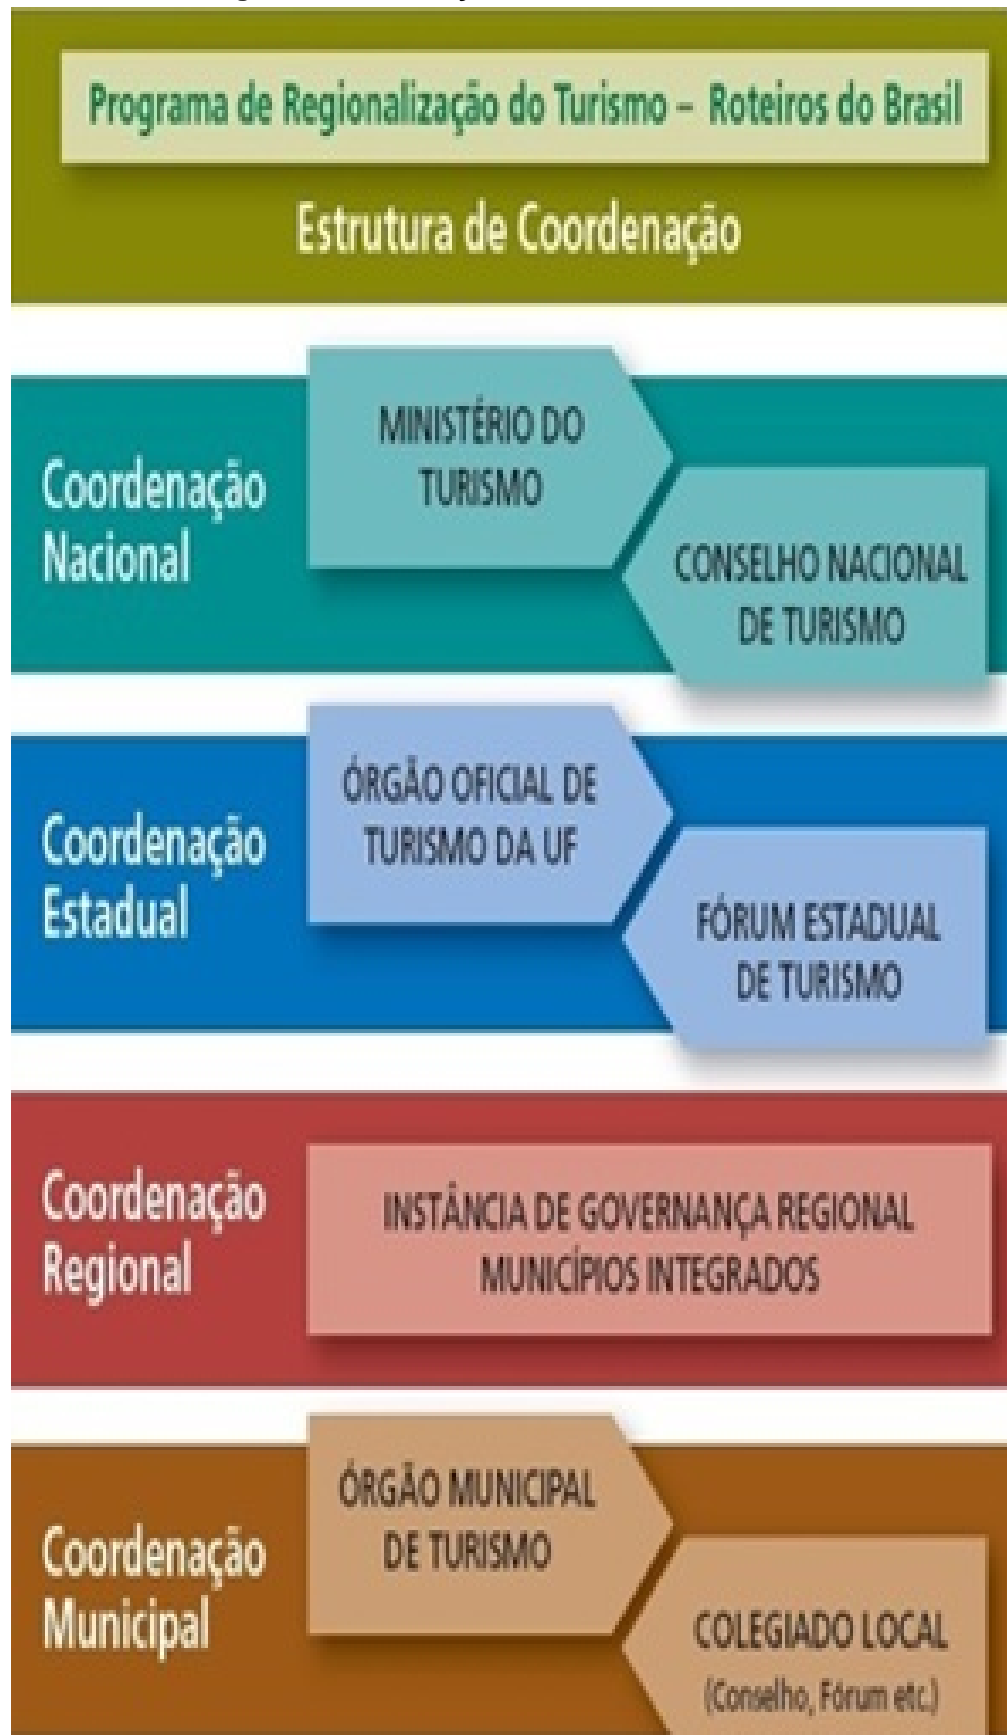 Programa de Regionalização do Turismo – Roteiros do Brasil
Estrutura de Coordenação
Coordenação
Nacional
MINISTÉRIO DO
TURISMO
CONSELHO NACIONAL
DE TURISMO
Coordenação
Estadual
ÓRGÃO OFICIAL DE
TURISMO DA UF
FÓRUM ESTADUAL
DE TURISMO
Coordenação
Regional
INSTÂNCIA DE GOVERNANÇA REGIONAL
MUNICÍPIOS INTEGRADOS
Coordenação
Municipal
ÓRGÃO MUNICIPAL
DE TURISMO
COLEGIADO LOCAL
(Conselho, Fórum etc.)